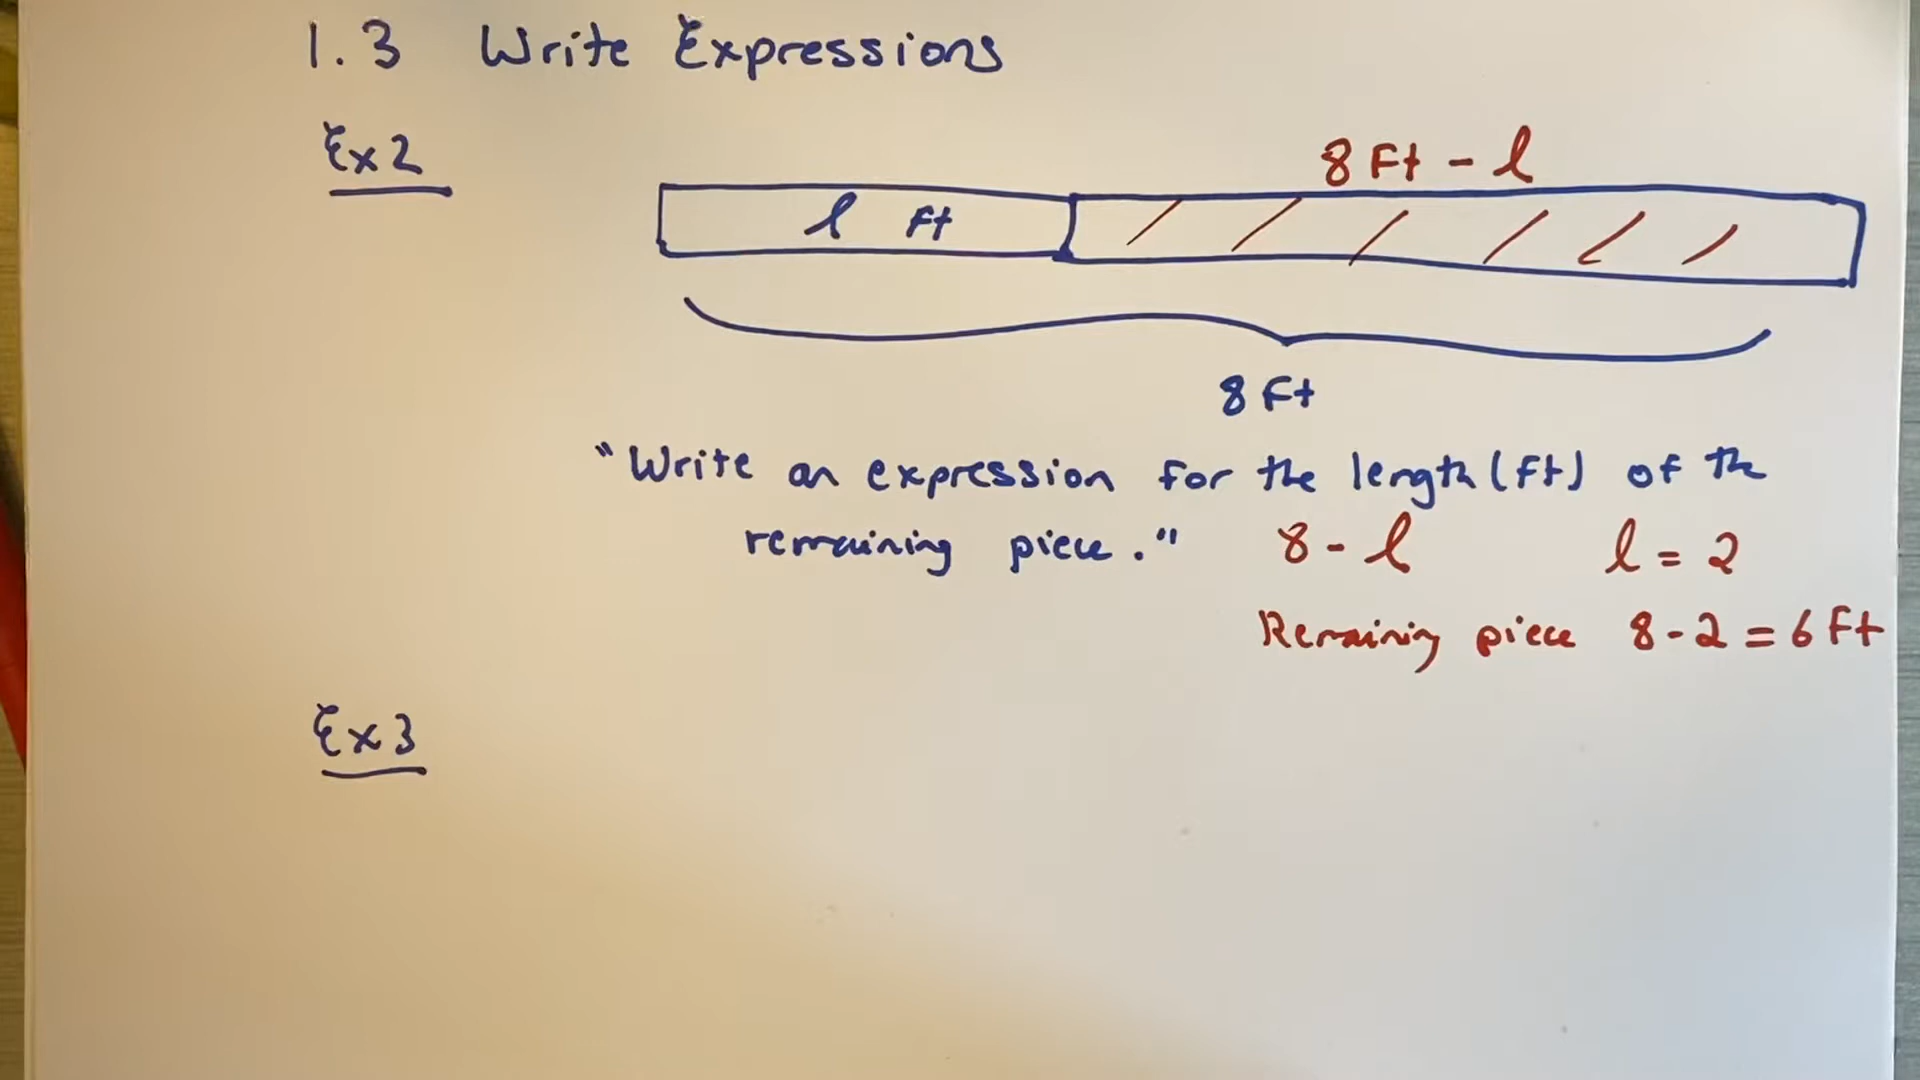 1.3 Write Expressions
Ex 2
8 Ft - l
l ft
8 Ft
"Write an expression for the length (ft) of the
remaining piece." 8 - l l = 2
Remaining piece 8 - 2 = 6 Ft
Ex 3